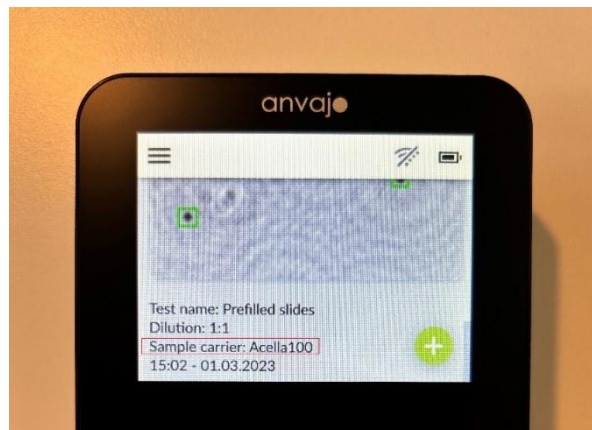 anvajo
Test name: Prefilled slides
Dilution: 1:1
Sample carrier: Acella100
15:02 - 01.03.2023